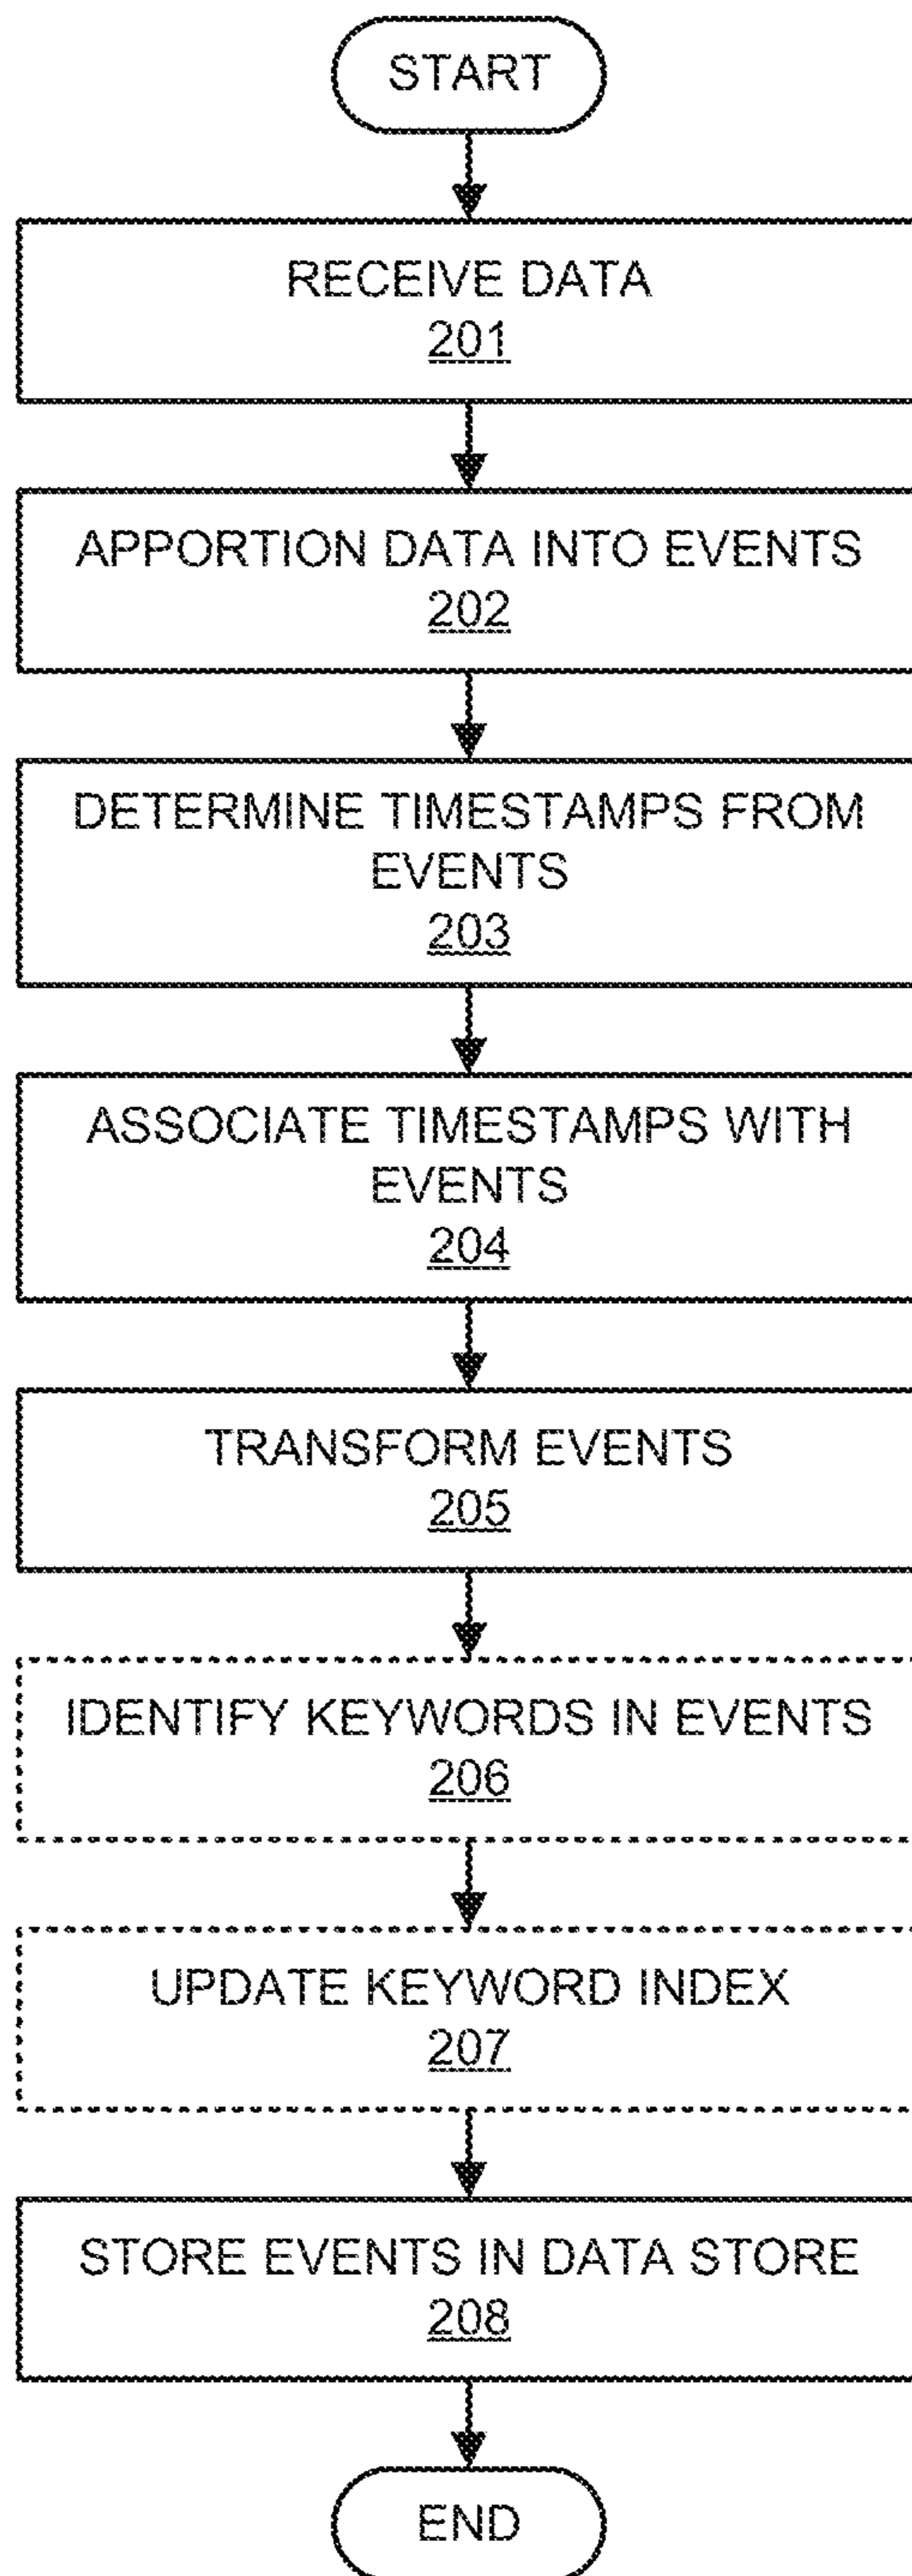 START
RECEIVE DATA
201
APPORTION DATA INTO EVENTS
202
DETERMINE TIMESTAMPS FROM
EVENTS
203
ASSOCIATE TIMESTAMPS WITH
EVENTS
204
TRANSFORM EVENTS
205
IDENTIFY KEYWORDS IN EVENTS
206
UPDATE KEYWORD INDEX
207
STORE EVENTS IN DATA STORE
208
END